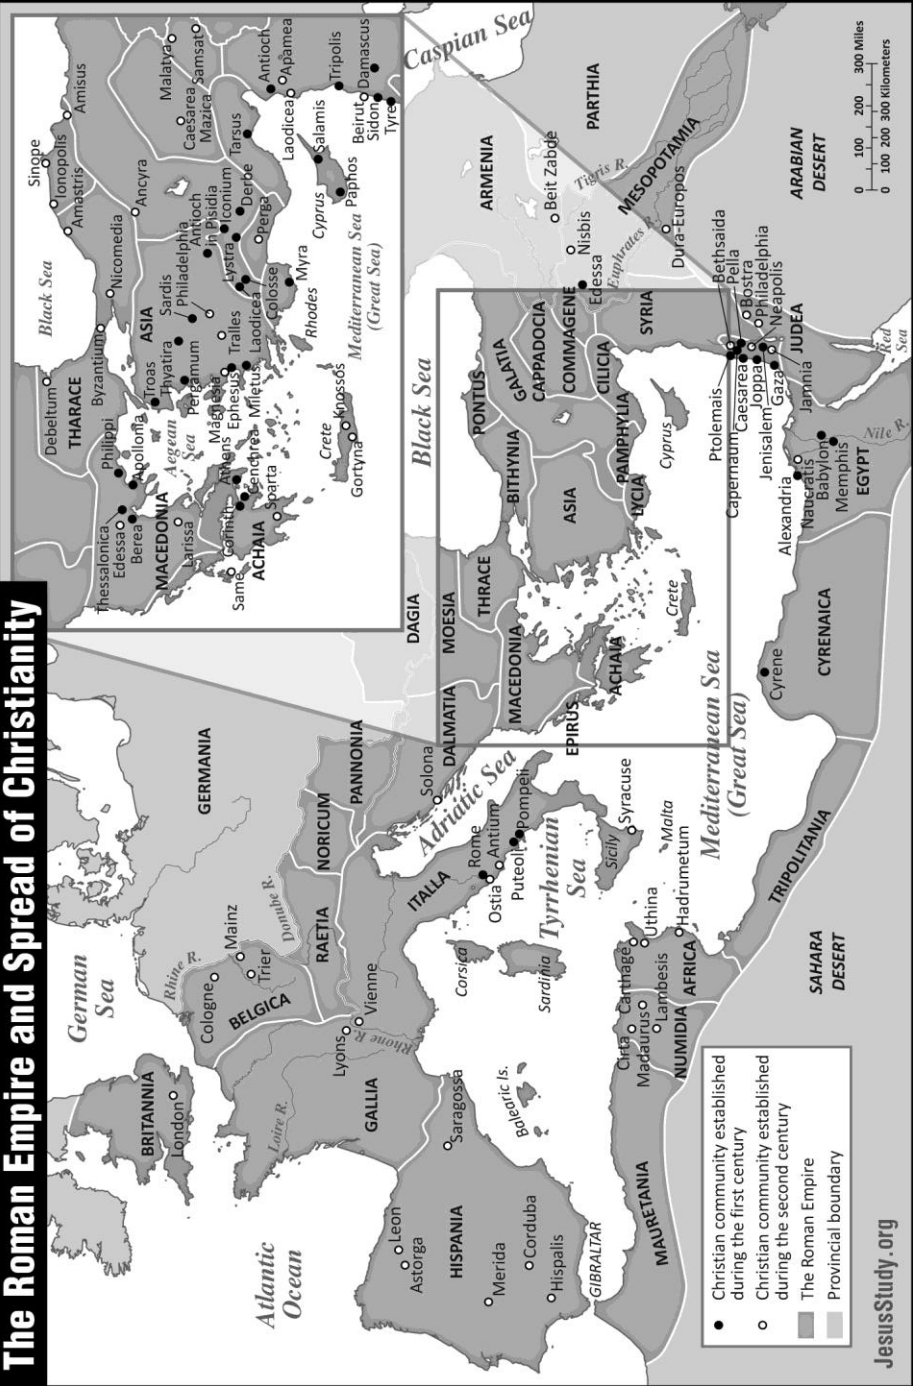 The Roman Empire and Spread of Christianity
Atlantic
Ocean
German
Sea
BRITANNIA
London
Loire R.
GALLIA
Lyons
Vienne
Rhone R.
Rhine R.
Cologne
Mainz
Trier
BELGICA
Danube R.
GERMANIA
RAETIA
NORICUM
PANNONIA
DALMATIA
Solona
Adriatic Sea
ITALLA
Rome
Ostia
Antium
Puteoli
Pompeii
Tyrrhenian
Sea
Corsica
Sardinia
Sicily
Syracuse
Malta
Leon
Astorga
Saragossa
HISPANIA
Merida
Corduba
Hispalis
GIBRALTAR
Balearic Is.
MAURETANIA
Cirta
Madaurus
Lambesis
NUMIDIA
Carthage
Uthina
Hadrumetum
AFRICA
SAHARA
DESERT
TRIPOLITANIA
Mediterranean Sea
(Great Sea)
CYRENAICA
Cyrene
DAGIA
MOESIA
THRACE
MACEDONIA
EPIRUS
ACHAIA
Crete
Black Sea
BITHYNIA
PONTUS
GALATIA
CAPPADOCIA
COMMAGENE
CILICIA
ASIA
PAMPHYLIA
LYCIA
Cyprus
SYRIA
ARMENIA
Caspian Sea
PARTHIA
Beit Zabde
Nisbis
Edessa
Tigris R.
Euphrates R.
MESOPOTAMIA
Dura-Europos
ARABIAN
DESERT
Bethsaida
Pella
Bostra
Philadelphia
Neapolis
JUDEA
Ptolemais
Capernaum
Caesarea
Joppa
Jenisalem
Gaza
Jamnia
Alexandria
Naucratis
Babylon
Memphis
EGYPT
Nile R.
Red
Sea
0 100 200 300 Miles
0 100 200 300 Kilometers
Black Sea
Debeltum
THARACE
Byzantium
Nicomedia
Sinope
Ionopolis
Amastris
Amisus
Ancyra
Malatya
Samsat
Caesarea
Mazica
Tarsus
Antioch
Apamea
Laodicea
Tripolis
Damascus
Beirut
Sidon
Tyre
Salamis
Cyprus
Paphos
Derbe
Iconium
Antioch
in Pisidia
Lystra
Perga
Philadelphia
Sardis
ASIA
Troas
Thyatira
Pergamum
Magnesia
Ephesus
Tralles
Miletus
Laodicea
Colosse
Myra
Rhodes
Mediterranean Sea
(Great Sea)
Philippi
Apollonia
Thessalonica
Edessa
Berea
MACEDONIA
Larissa
Aegean
Sea
Athens
Cenchrea
Corinth
Sparta
Same
ACHAIA
Crete
Knossos
Gortyna
Christian community established
during the first century
Christian community established
during the second century
The Roman Empire
Provincial boundary
JesusStudy.org